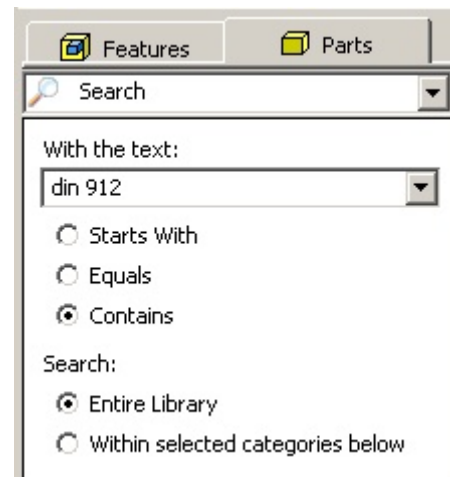 Features Parts
Search
With the text:
din 912
Starts With
Equals
Contains
Search:
Entire Library
Within selected categories below